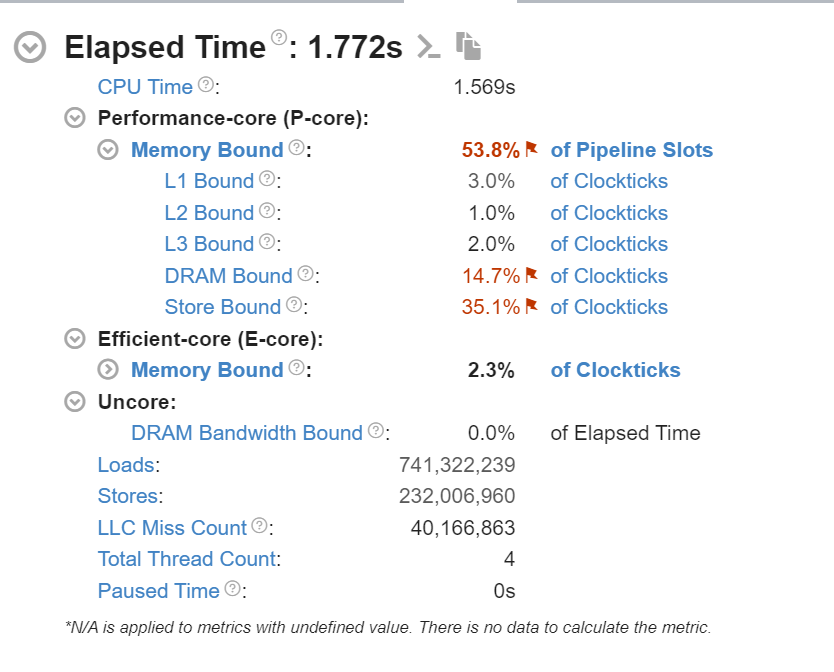 Elapsed Time ?: 1.772s
CPU Time ?: 1.569s
Performance-core (P-core):
Memory Bound ?: 53.8% of Pipeline Slots
L1 Bound ?: 3.0% of Clockticks
L2 Bound ?: 1.0% of Clockticks
L3 Bound ?: 2.0% of Clockticks
DRAM Bound ?: 14.7% of Clockticks
Store Bound ?: 35.1% of Clockticks
Efficient-core (E-core):
Memory Bound ?: 2.3% of Clockticks
Uncore:
DRAM Bandwidth Bound ?: 0.0% of Elapsed Time
Loads: 741,322,239
Stores: 232,006,960
LLC Miss Count ?: 40,166,863
Total Thread Count: 4
Paused Time ?: 0s
*N/A is applied to metrics with undefined value. There is no data to calculate the metric.